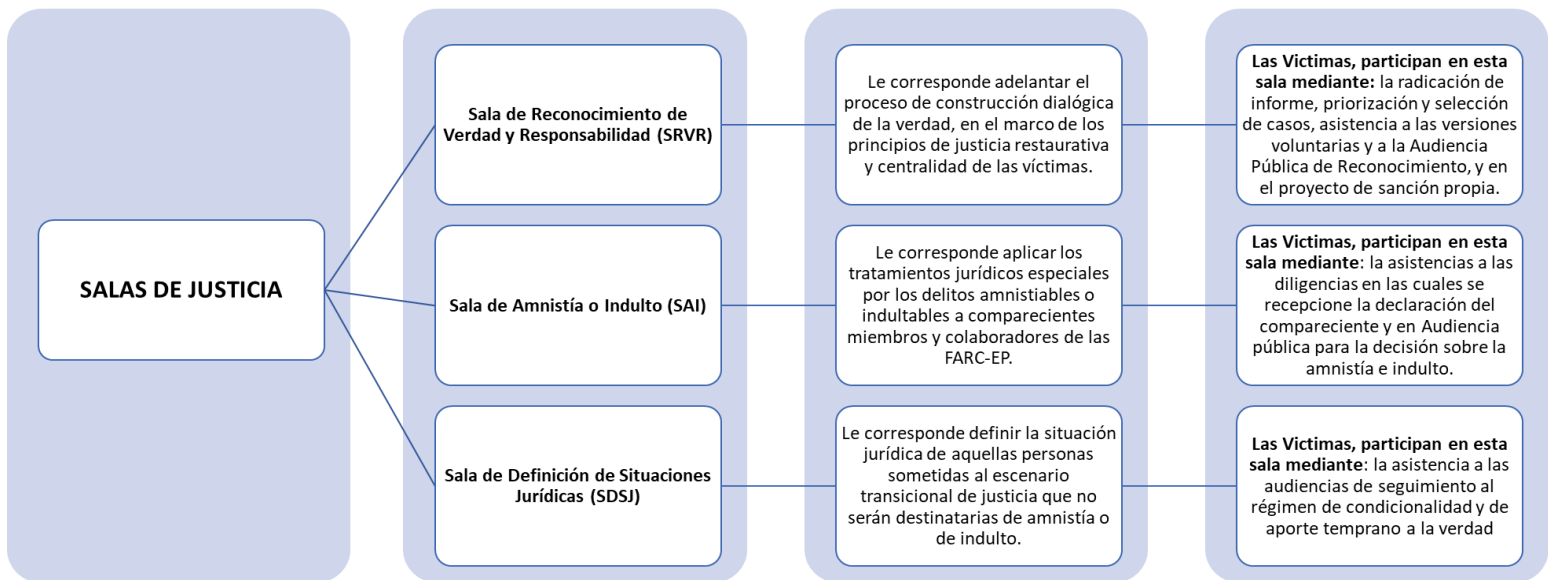 SALAS DE JUSTICIA
Sala de Reconocimiento de
Verdad y Responsabilidad (SRVR)
Le corresponde adelantar el
proceso de construcción dialógica
de la verdad, en el marco de los
principios de justicia restaurativa
y centralidad de las víctimas.
Las Victimas, participan en esta
sala mediante: la radicación de
informe, priorización y selección
de casos, asistencia a las versiones
voluntarias y a la Audiencia
Pública de Reconocimiento, y en
el proyecto de sanción propia.
Sala de Amnistía o Indulto (SAI)
Le corresponde aplicar los
tratamientos jurídicos especiales
por los delitos amnistiables o
indultables a comparecientes
miembros y colaboradores de las
FARC-EP.
Las Victimas, participan en esta
sala mediante: la asistencias a las
diligencias en las cuales se
recepcione la declaración del
compareciente y en Audiencia
pública para la decisión sobre la
amnistía e indulto.
Sala de Definición de Situaciones
Jurídicas (SDSJ)
Le corresponde definir la situación
jurídica de aquellas personas
sometidas al escenario
transicional de justicia que no
serán destinatarias de amnistía o
de indulto.
Las Victimas, participan en esta
sala mediante: la asistencia a las
audiencias de seguimiento al
régimen de condicionalidad y de
aporte temprano a la verdad